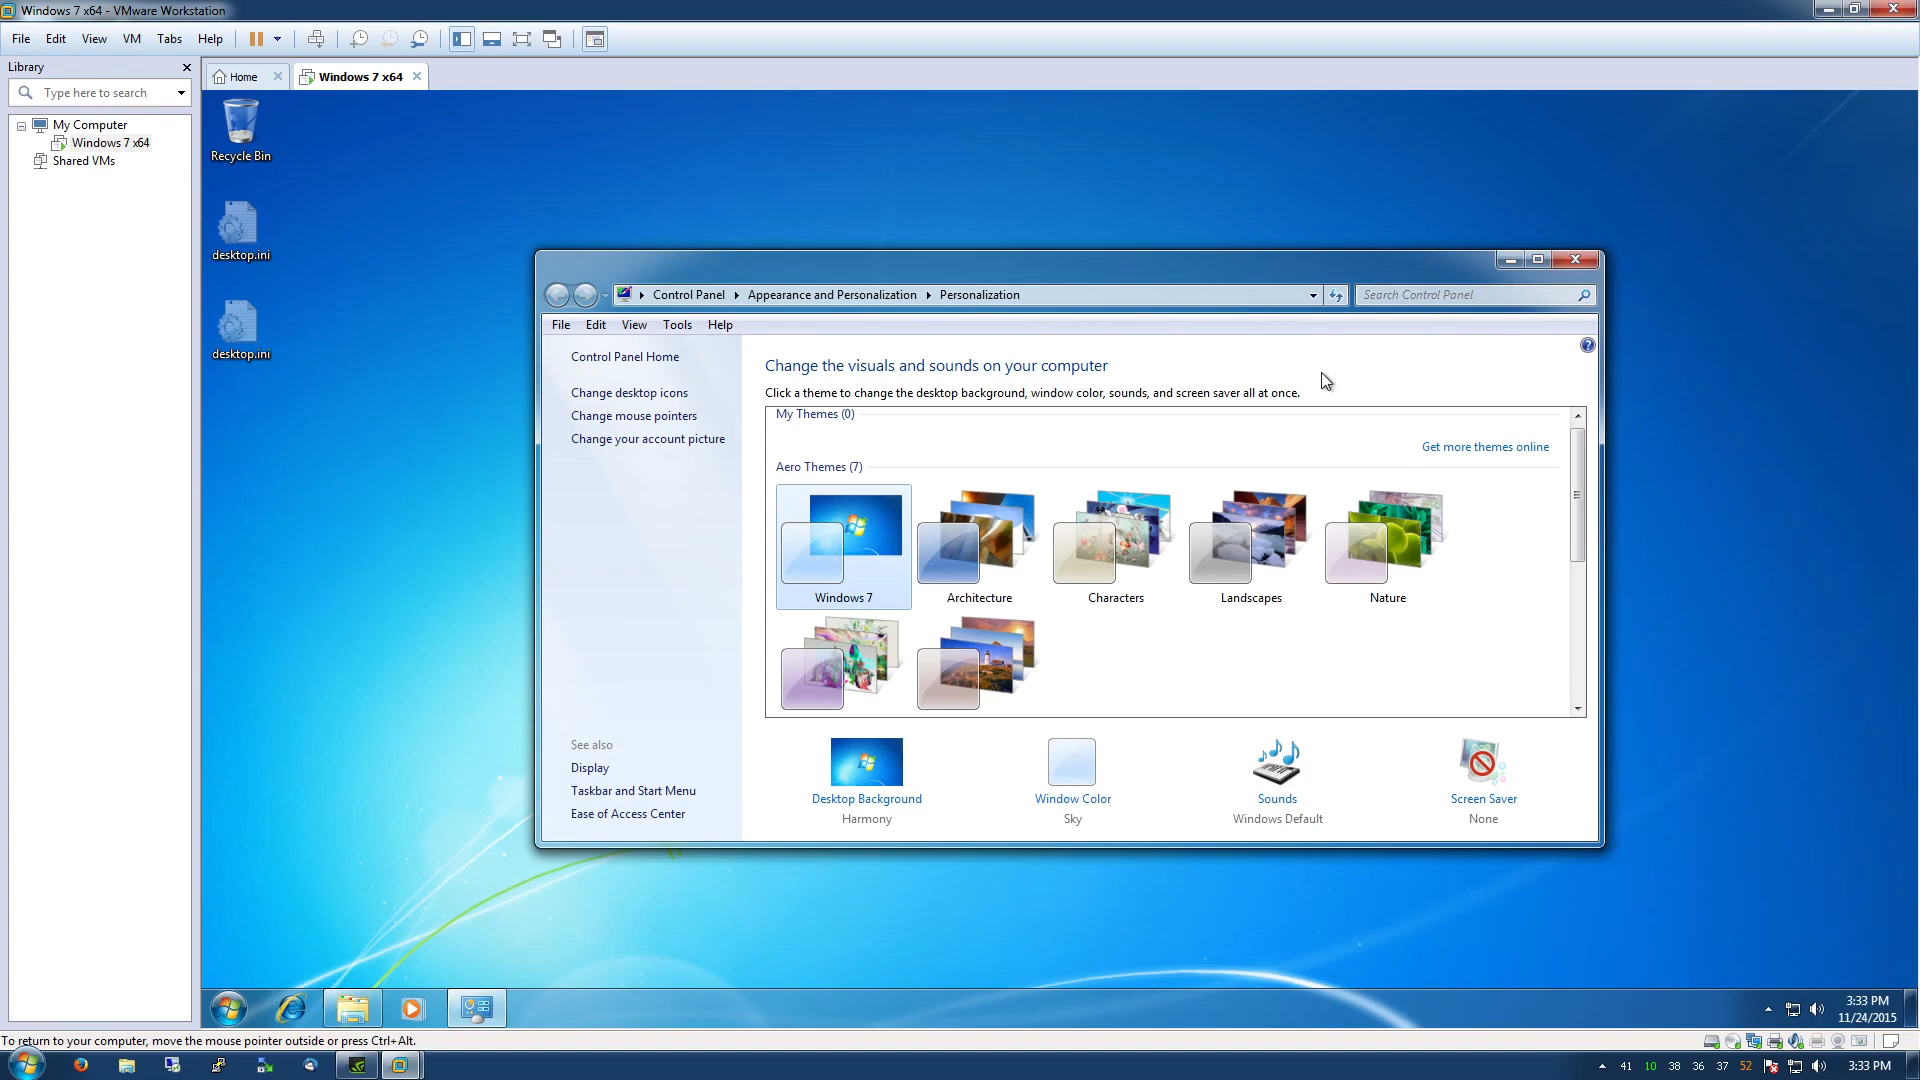 Windows 7 x64 - VMware Workstation
File Edit View VM Tabs Help
Library
Home
Windows 7 x64
Type here to search
My Computer
Windows 7 x64
Shared VMs
Recycle Bin
desktop.ini
desktop.ini
Control Panel Appearance and Personalization Personalization
Search Control Panel
File Edit View Tools Help
Control Panel Home
Change desktop icons
Change mouse pointers
Change your account picture
See also
Display
Taskbar and Start Menu
Ease of Access Center
Change the visuals and sounds on your computer
Click a theme to change the desktop background, window color, sounds, and screen saver all at once.
My Themes (0)
Get more themes online
Aero Themes (7)
Windows 7 Architecture Characters Landscapes Nature
Desktop Background Window Color Sounds Screen Saver
Harmony Sky Windows Default None
3:33 PM
11/24/2015
To return to your computer, move the mouse pointer outside or press Ctrl+Alt.
41 10 38 36 37 52 3:33 PM